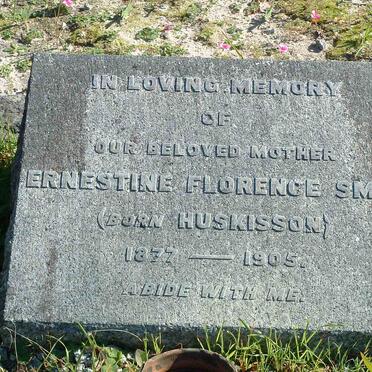 IN LOVING MEMORY
OF
OUR BELOVED MOTHER
ERNESTINE FLORENCE SM
(BORN HUSKISSON)
1877 — 1905.
ABIDE WITH ME.